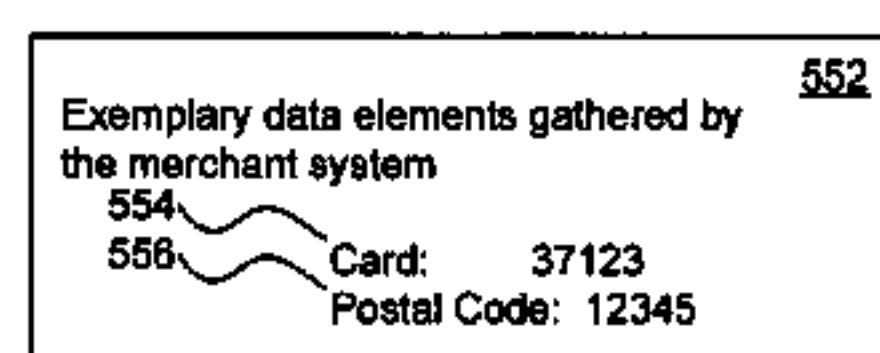 552
Exemplary data elements gathered by
the merchant system
554
556
Card: 37123
Postal Code: 12345